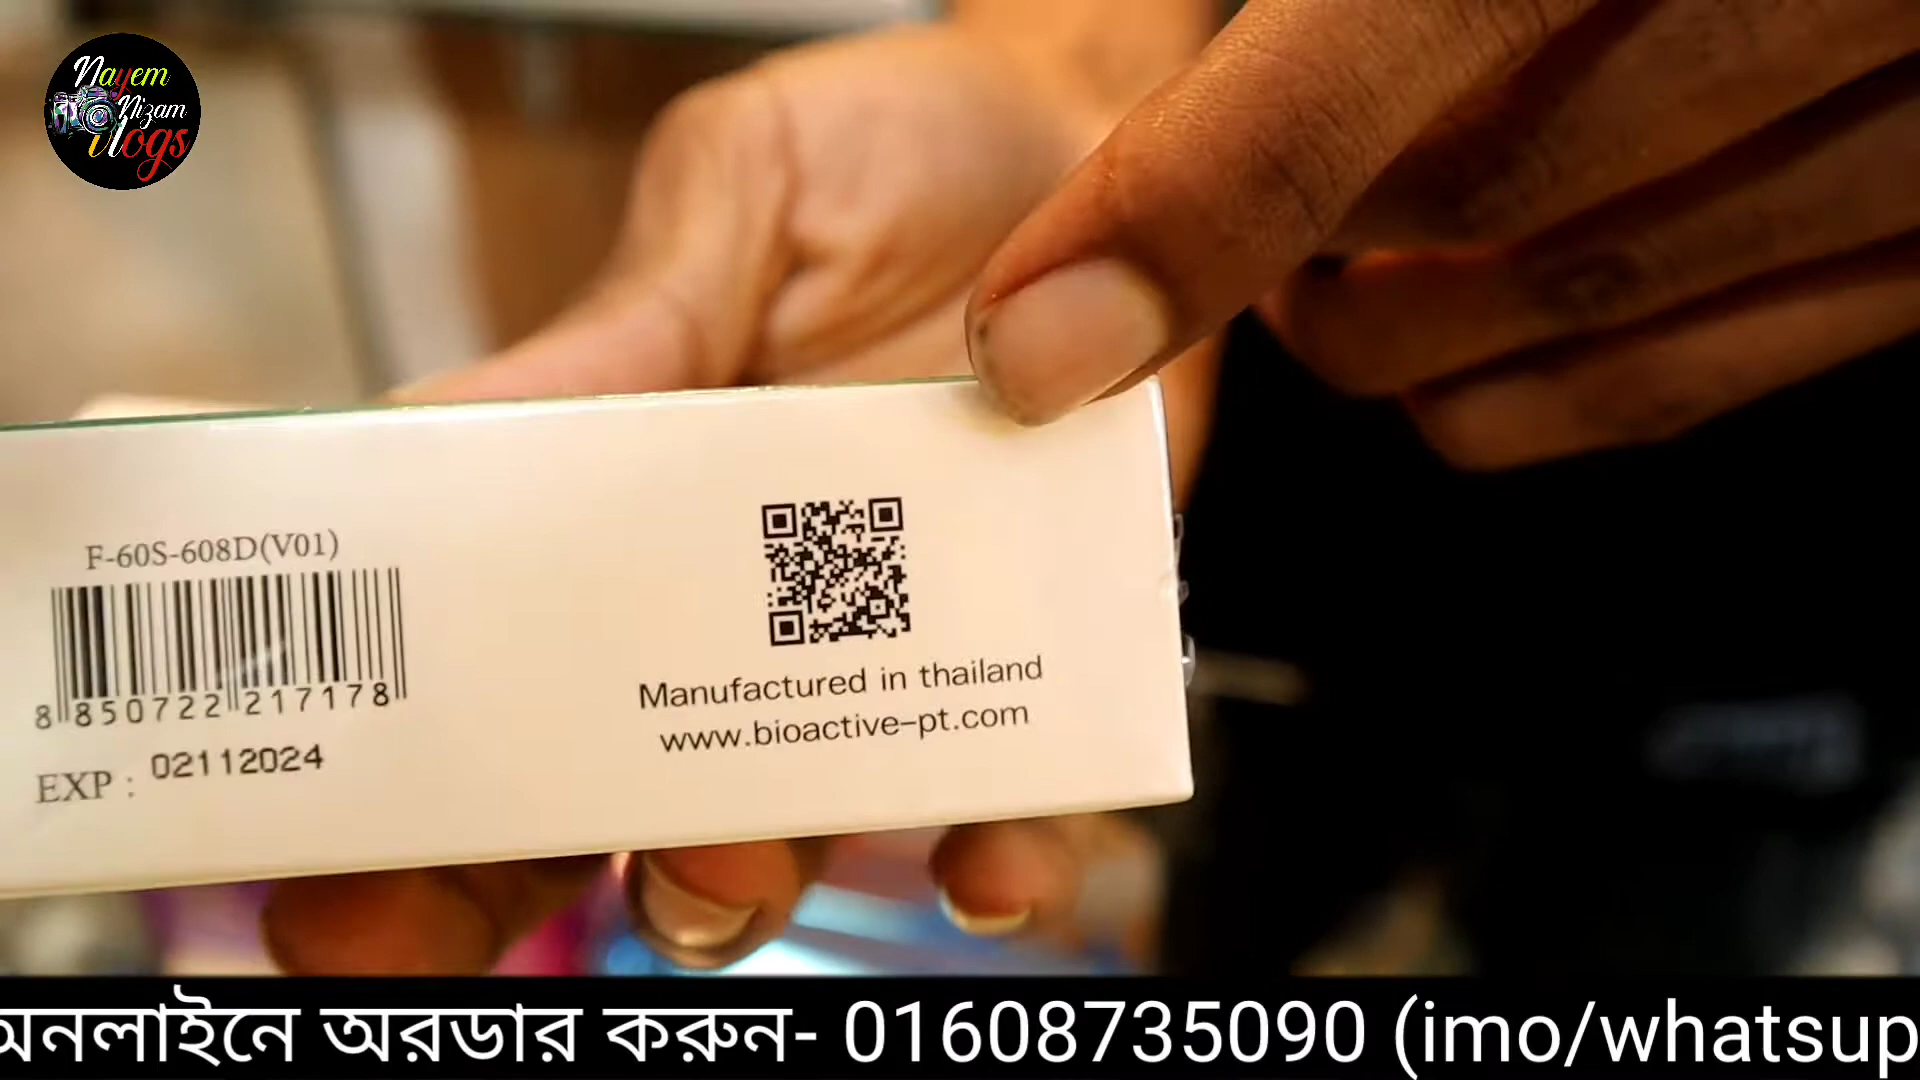 Nayem
Nizam
vlogs
F-60S-608D(V01)
8 850722 217178
EXP : 02112024
Manufactured in thailand
www.bioactive-pt.com
অনলাইনে অরডার করুন- 01608735090 (imo/whatsup